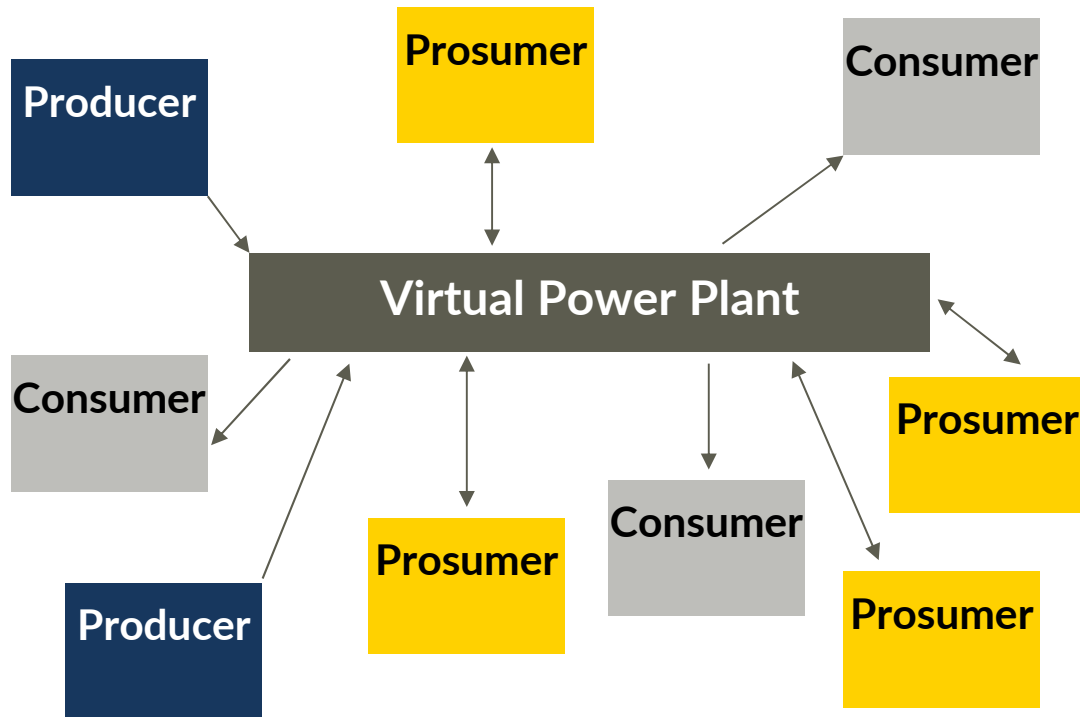 Prosumer
Consumer
Producer
Virtual Power Plant
Consumer
Prosumer
Consumer
Prosumer
Prosumer
Producer